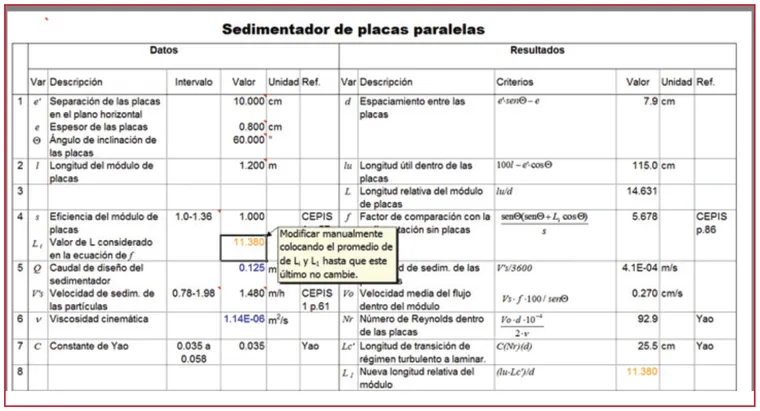 Sedimentador de placas paralelas
Datos Resultados
Var Descripción Intervalo Valor Unidad Ref. Var Descripción Criterios Valor Unidad Ref.
1 e' Separación de las placas 10.000 cm d Espaciamiento entre las e'·senΘ – e 7.9 cm
en el plano horizontal placas
e Espesor de las placas 0.800 cm
Θ Ángulo de inclinación de 60.000 °
las placas
2 l Longitud del módulo de 1.200 m lu Longitud útil dentro de las 100l – e'·cosΘ 115.0 cm
placas placas
3 L Longitud relativa del módulo lu/d 14.631
de placas
4 s Eficiencia del módulo de 1.0-1.36 1.000 CEPIS f Factor de comparación con la senΘ(senΘ + L₁ cosΘ) 5.678 CEPIS
placas sin placas s p.86
L₁ Valor de L considerado 11.380
en la ecuación de f
Modificar manualmente
colocando el promedio de
de Lᵢ y L₂ hasta que este
último no cambie.
5 Q Caudal de diseño del 0.125 de sedim. de las V's/3600 4.1E-04 m/s
sedimentador
V's Velocidad de sedim. de 0.78-1.98 1.480 m/h CEPIS Vo Velocidad media del flujo Vs · f · 100 / senΘ 0.270 cm/s
las partículas 1 p.61 dentro del módulo
6 ν Viscosidad cinemática 1.14E-06 m²/s Nr Número de Reynolds dentro Vo · d · 10⁻⁴ 92.9 Yao
de las placas 2 · ν
7 C Constante de Yao 0.035 a 0.035 Yao Lc' Longitud de transición de C(Nr)(d) 25.5 cm Yao
0.058 régimen turbulento a laminar.
8 L₂ Nueva longitud relativa del (lu-Lc')/d 11.380
módulo